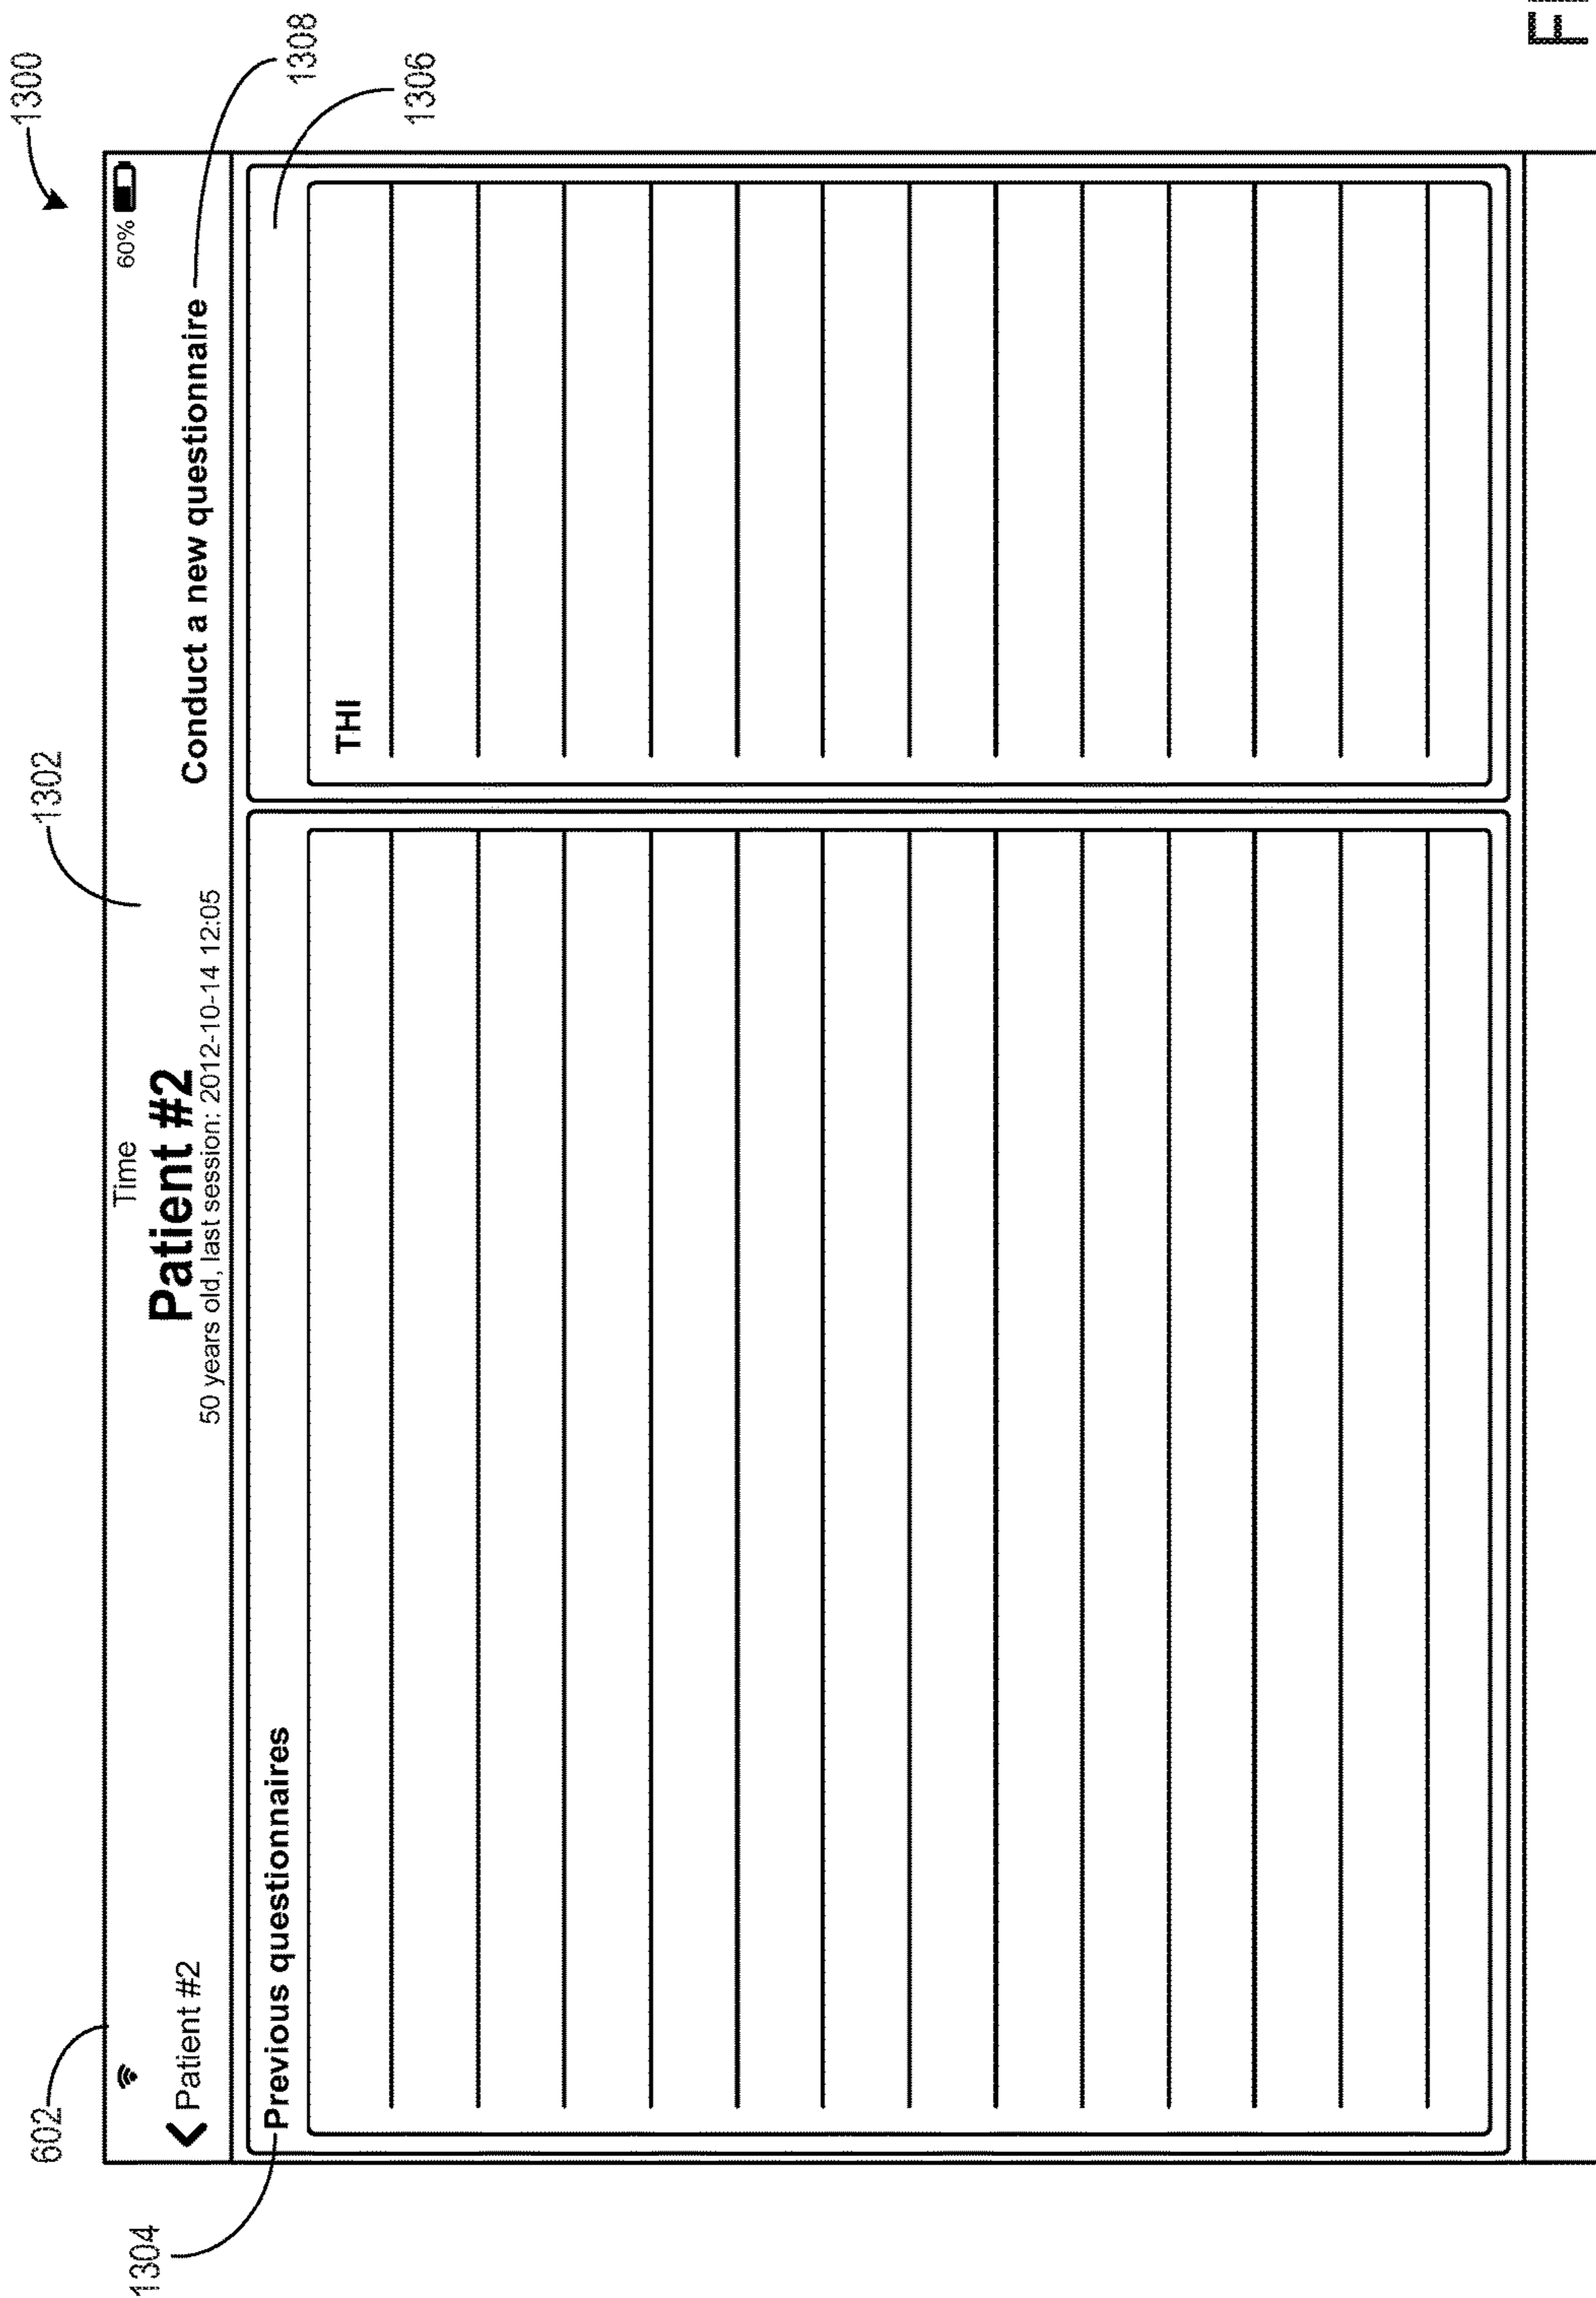 1300
1302
602
60%
Time
1308
Patient #2
Patient #2
Conduct a new questionnaire
50 years old, last session: 2012-10-14 12:05
1304
Previous questionnaires
1306
THI